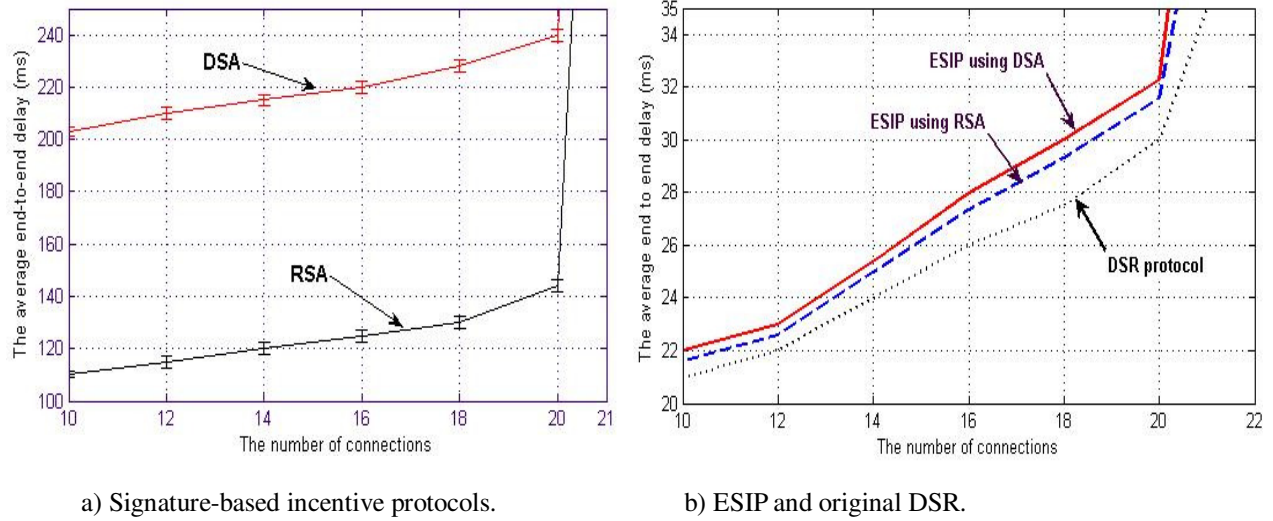 The average end-to-end delay (ms)
240
220
200
180
160
140
120
100
DSA
RSA
10 12 14 16 18 20 21
The number of connections
a) Signature-based incentive protocols.
The average end to end delay (ms)
35
34
32
30
28
26
24
22
20
ESIP using DSA
ESIP using RSA
DSR protocol
10 12 14 16 18 20 22
The number of connections
b) ESIP and original DSR.